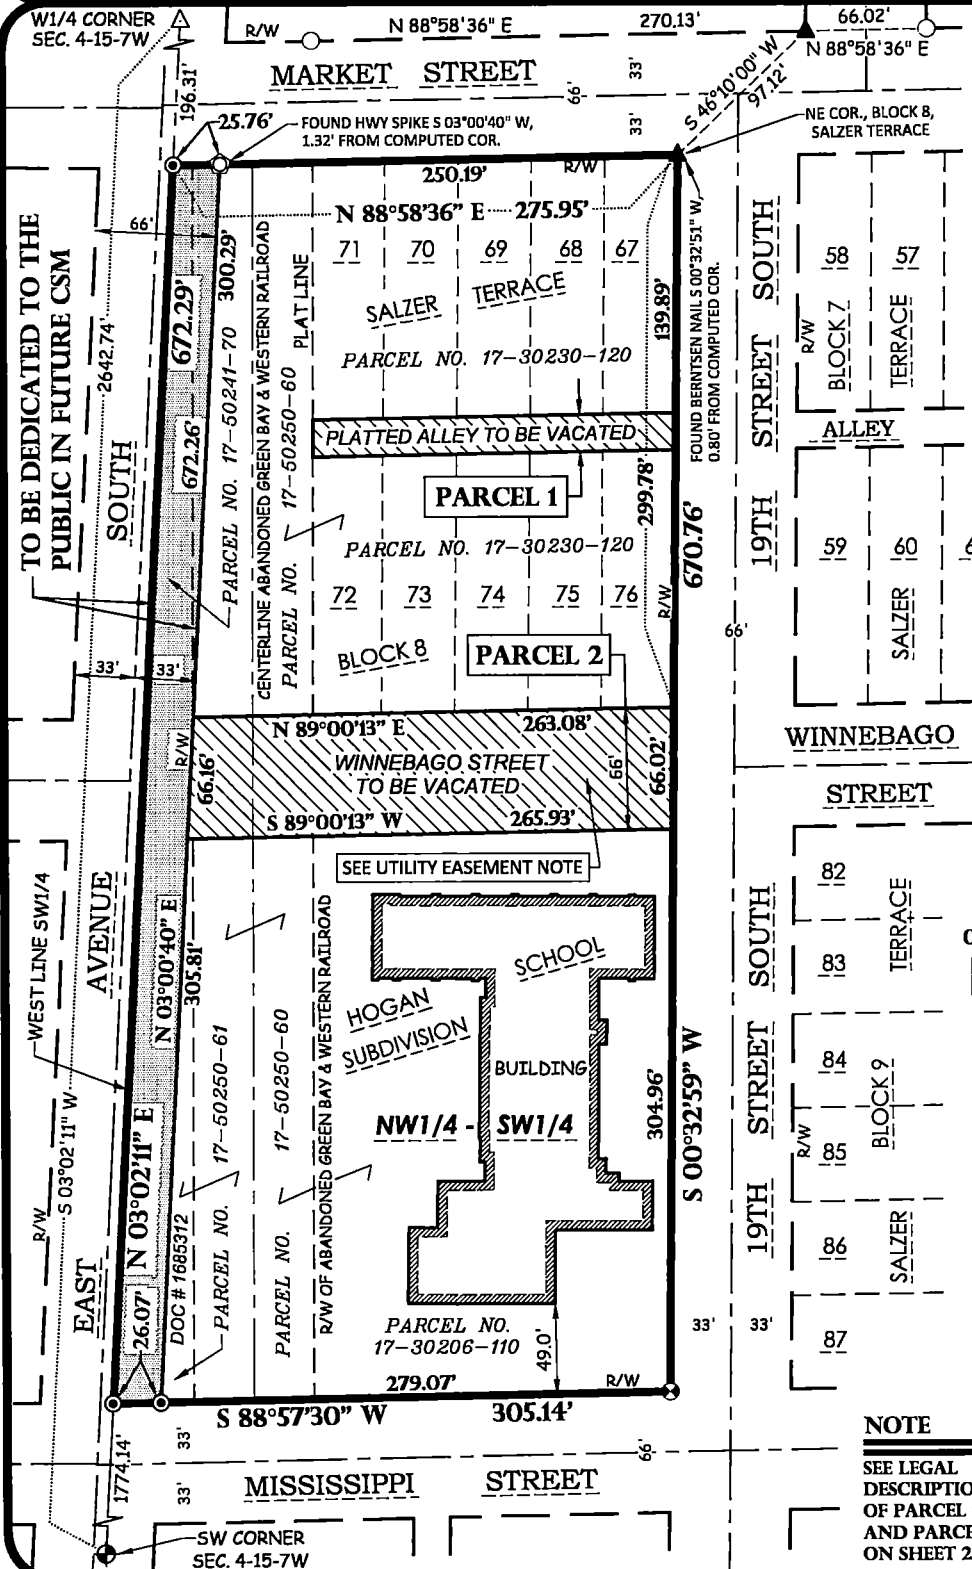 W1/4 CORNER
SEC. 4-15-7W
R/W
N 88°58'36" E
270.13'
66.02'
N 88°58'36" E
MARKET STREET
33'
66'
33'
S 46°10'00" W
97.12'
196.31'
25.76'
FOUND HWY SPIKE S 03°00'40" W,
1.32' FROM COMPUTED COR.
NE COR., BLOCK 8,
SALZER TERRACE
250.19'
R/W
N 88°58'36" E
275.95'
66'
TO BE DEDICATED TO THE
PUBLIC IN FUTURE CSM
2642.74'
672.29'
672.26'
300.29'
PARCEL NO. 17-50241-70
CENTERLINE ABANDONED GREEN BAY & WESTERN RAILROAD
PARCEL NO. 17-50250-60
PLAT LINE
71
70
69
68
67
SALZER TERRACE
PARCEL NO. 17-30230-120
139.89'
FOUND BERNTSEN NAIL S 00°32'51" W,
0.80' FROM COMPUTED COR.
PLATTED ALLEY TO BE VACATED
PARCEL 1
299.78'
670.76'
PARCEL NO. 17-30230-120
72
73
74
75
76
BLOCK 8
R/W
PARCEL 2
SOUTH
33'
33'
R/W
N 89°00'13" E
263.08'
WINNEBAGO STREET
TO BE VACATED
66'
66.02'
66.16'
S 89°00'13" W
265.93'
SEE UTILITY EASEMENT NOTE
19TH STREET SOUTH
66'
58
57
R/W
BLOCK 7
TERRACE
ALLEY
59
60
6
SALZER
WINNEBAGO
STREET
WEST LINE SW1/4
AVENUE
N 03°00'40" E
305.81'
HOGAN
SUBDIVISION
SCHOOL
BUILDING
NW1/4 - SW1/4
304.96'
S 00°32'59" W
19TH STREET SOUTH
82
83
TERRACE
84
BLOCK 9
R/W
85
86
SALZER
87
S 03°02'11" W
R/W
N 03°02'11" E
EAST
26.07'
DOC # 1685312
PARCEL NO. 17-50250-61
PARCEL NO. 17-50250-60
R/W OF ABANDONED GREEN BAY & WESTERN RAILROAD
PARCEL NO.
17-30206-110
49.0'
33'
33'
279.07'
R/W
S 88°57'30" W
305.14'
1774.14'
33'
33'
66'
MISSISSIPPI STREET
SW CORNER
SEC. 4-15-7W
NOTE
SEE LEGAL
DESCRIPTIO
OF PARCEL
AND PARCE
ON SHEET 2